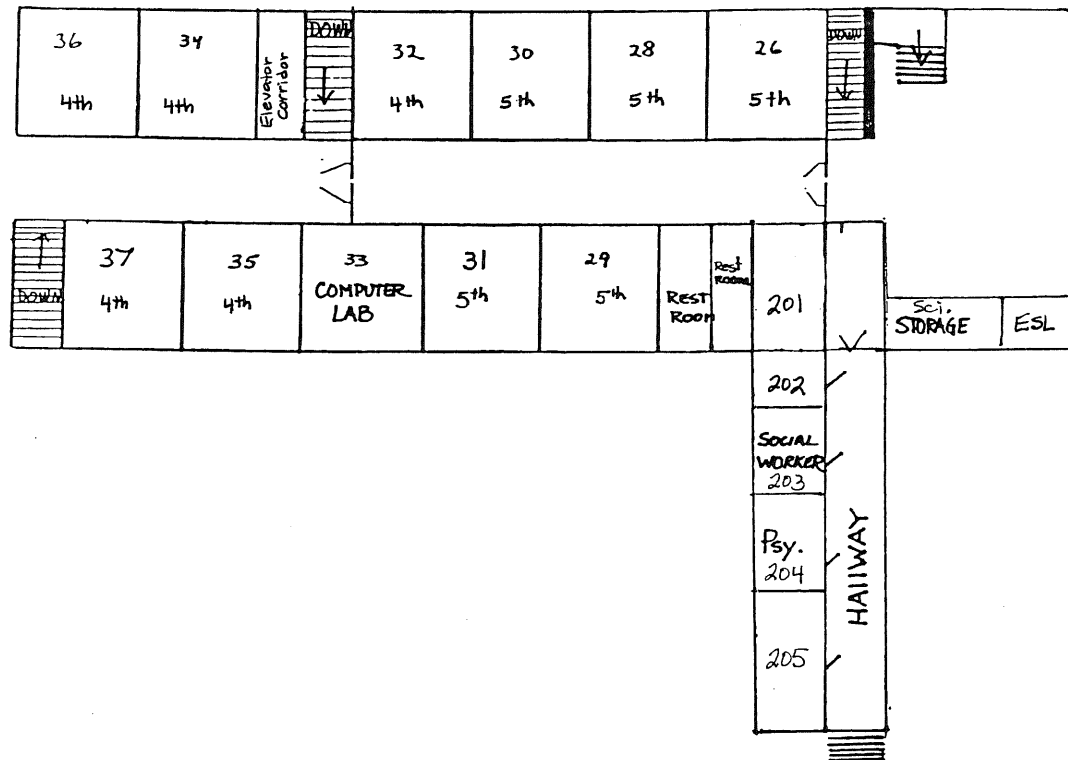 36
4th
34
4th
Elevator
Corridor
DOWN
32
4th
30
5th
28
5th
26
5th
DOWN
DOWN
37
4th
35
4th
33
COMPUTER
LAB
31
5th
29
5th
REST
ROOM
Rest
Room
201
Sci.
STORAGE
ESL
202
SOCIAL
WORKER
203
Psy.
204
205
HAllWAY